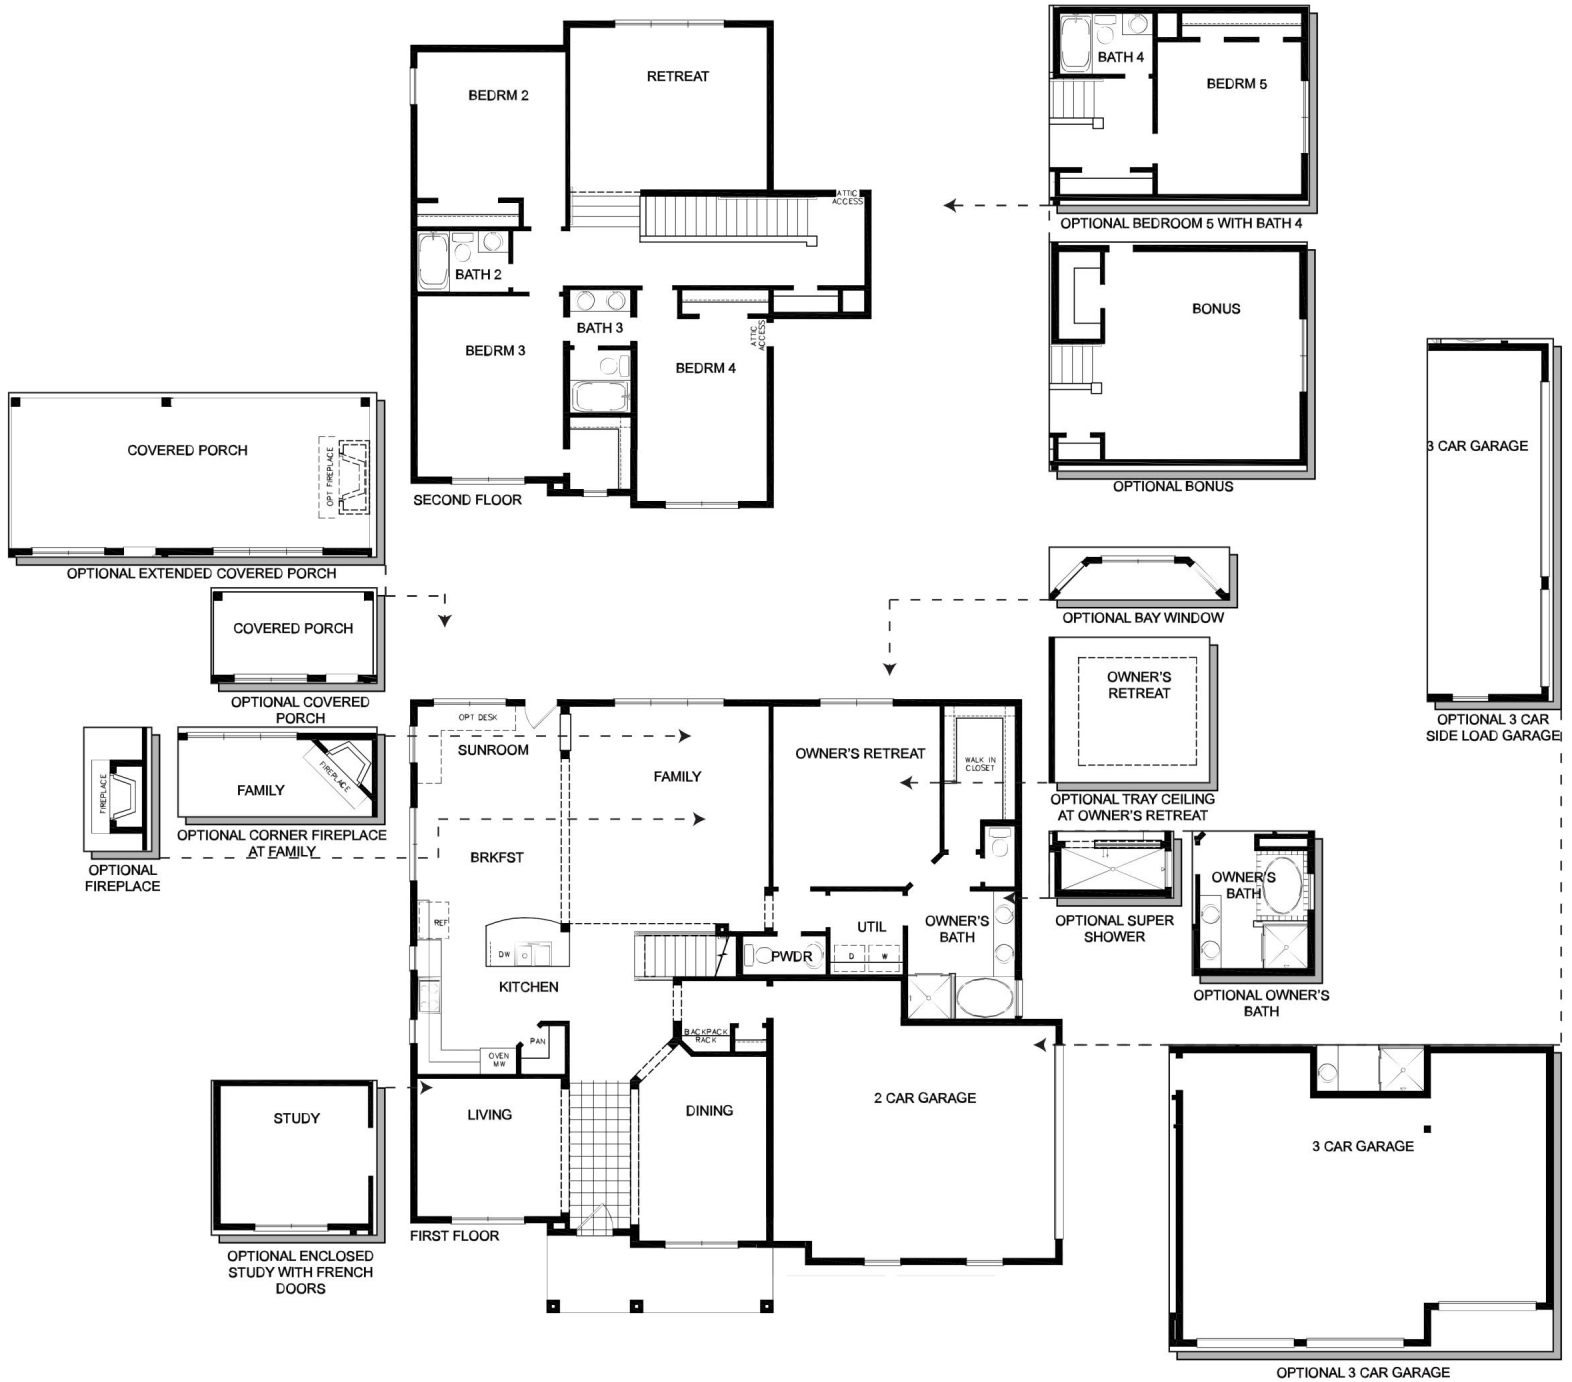 RETREAT
BEDRM 2
ATTIC
ACCESS
BATH 2
BATH 3
BEDRM 3
ATTIC
ACCESS
BEDRM 4
SECOND FLOOR
BATH 4
BEDRM 5
OPTIONAL BEDROOM 5 WITH BATH 4
BONUS
OPTIONAL BONUS
3 CAR GARAGE
OPTIONAL 3 CAR
SIDE LOAD GARAGE
COVERED PORCH
OPT FIREPLACE
OPTIONAL EXTENDED COVERED PORCH
COVERED PORCH
OPTIONAL COVERED
PORCH
FIREPLACE
OPTIONAL
FIREPLACE
FAMILY
FIREPLACE
OPTIONAL CORNER FIREPLACE
AT FAMILY
OPTIONAL BAY WINDOW
OWNER'S
RETREAT
OPTIONAL TRAY CEILING
AT OWNER'S RETREAT
OPTIONAL SUPER
SHOWER
OWNER'S
BATH
OPTIONAL OWNER'S
BATH
OPT DESK
SUNROOM
FAMILY
OWNER'S RETREAT
WALK IN
CLOSET
BRKFST
REF
DW
KITCHEN
UTIL
D
W
PWDR
OWNER'S
BATH
PAN
OVEN
MW
BACKPACK
RACK
LIVING
DINING
2 CAR GARAGE
FIRST FLOOR
STUDY
OPTIONAL ENCLOSED
STUDY WITH FRENCH
DOORS
3 CAR GARAGE
OPTIONAL 3 CAR GARAGE